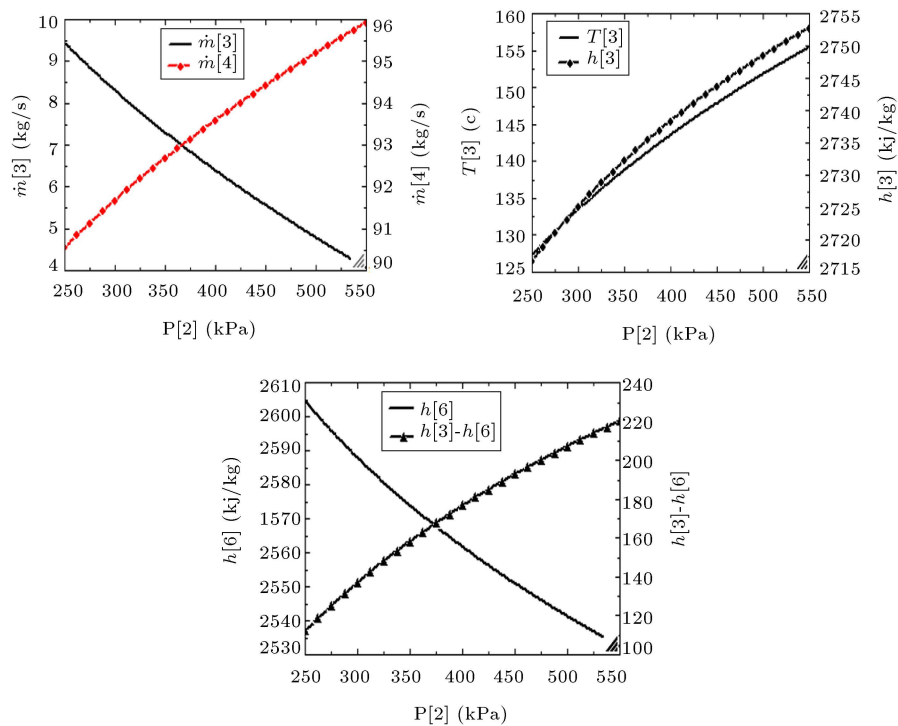 10
9
8
7
6
5
4
ṁ[3] (kg/s)
ṁ[3]
ṁ[4]
96
95
94
93
92
91
90
ṁ[4] (kg/s)
250 300 350 400 450 500 550
P[2] (kPa)
160
155
150
145
140
135
130
125
T[3] (c)
T[3]
h[3]
2755
2750
2740
2735
2730
2725
2720
2715
h[3] (kj/kg)
250 300 350 400 450 500 550
P[2] (kPa)
2610
2600
2590
2580
1570
2560
2550
2540
2530
h[6] (kj/kg)
h[6]
h[3]-h[6]
240
220
200
180
160
140
120
100
h[3]-h[6]
250 300 350 400 450 500 550
P[2] (kPa)